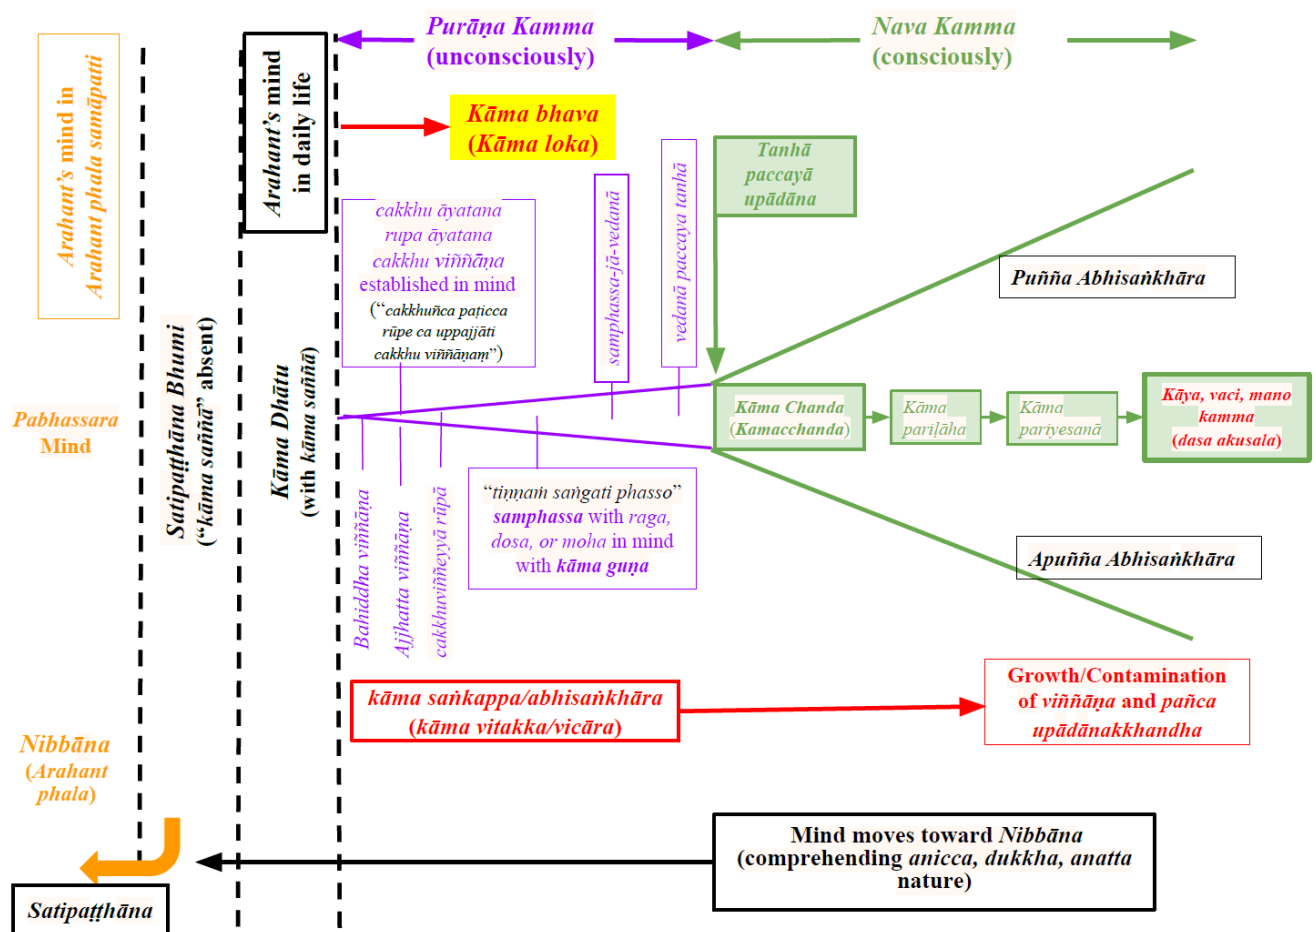 Purāṇa Kamma
(unconsciously)
Nava Kamma
(consciously)
Arahant's mind in
Arahant phala samāpatti
Arahant's mind
in daily life
Kāma bhava
(Kāma loka)
Tanhā
paccayā
upādāna
cakkhu āyatana
rupa āyatana
cakkhu viññāṇa
established in mind
("cakkhuñca paṭicca
rūpe ca uppajjāti
cakkhu viññāṇaṃ")
samphassa-jā-vedanā
vedanā paccaya tanhā
Puñña Abhisaṅkhāra
Satipaṭṭhāna Bhumi
("kāma saññā" absent)
Kāma Dhātu
(with kāma saññā)
Pabhassara
Mind
Kāma Chanda
(Kamacchanda)
Kāma
pariḷāha
Kāma
pariyesanā
Kāya, vaci, mano
kamma
(dasa akusala)
Bahiddha viññāṇa
Ajjhatta viññāṇa
cakkhuviññeyyā rūpā
"tiṇṇaṁ saṅgati phasso"
samphassa with raga,
dosa, or moha in mind
with kāma guṇa
Apuñña Abhisaṅkhāra
kāma saṅkappa/abhisaṅkhāra
(kāma vitakka/vicāra)
Growth/Contamination
of viññāṇa and pañca
upādānakkhandha
Nibbāna
(Arahant
phala)
Mind moves toward Nibbāna
(comprehending anicca, dukkha, anatta
nature)
Satipaṭṭhāna